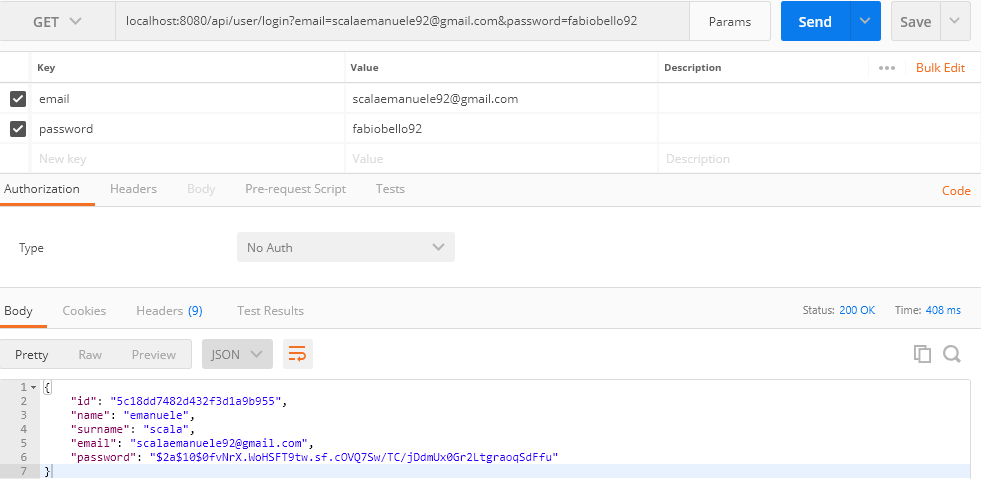 GET localhost:8080/api/user/login?email=scalaemanuele92@gmail.com&password=fabiobello92 Params Send Save
Key Value Description ••• Bulk Edit
email scalaemanuele92@gmail.com
password fabiobello92
New key Value Description
Authorization Headers Body Pre-request Script Tests Code
Type No Auth
Body Cookies Headers (9) Test Results Status: 200 OK Time: 408 ms
Pretty Raw Preview JSON
1 {
2 "id": "5c18dd7482d432f3d1a9b955",
3 "name": "emanuele",
4 "surname": "scala",
5 "email": "scalaemanuele92@gmail.com",
6 "password": "$2a$10$0fvNrX.WoHSFT9tw.sf.cOVQ7Sw/TC/jDdmUx0Gr2LtgraoqSdFfu"
7 }